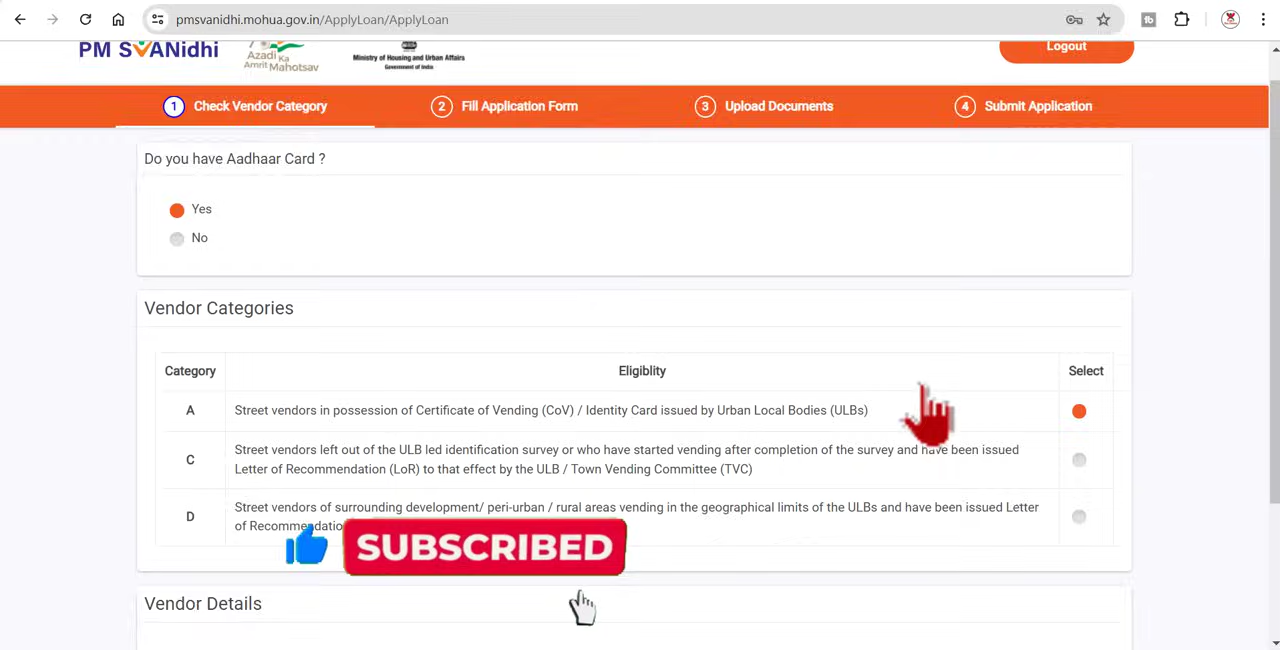 pmsvanidhi.mohua.gov.in/ApplyLoan/ApplyLoan
PM SVANidhi
Azadi Ka
Amrit Mahotsav
Ministry of Housing and Urban Affairs
Government of India
Logout
1 Check Vendor Category
2 Fill Application Form
3 Upload Documents
4 Submit Application
Do you have Aadhaar Card ?
Yes
No
Vendor Categories
Category Eligiblity Select
A Street vendors in possession of Certificate of Vending (CoV) / Identity Card issued by Urban Local Bodies (ULBs)
C Street vendors left out of the ULB led identification survey or who have started vending after completion of the survey and have been issued
Letter of Recommendation (LoR) to that effect by the ULB / Town Vending Committee (TVC)
D Street vendors of surrounding development/ peri-urban / rural areas vending in the geographical limits of the ULBs and have been issued Letter
of Recommendatio
SUBSCRIBED
Vendor Details